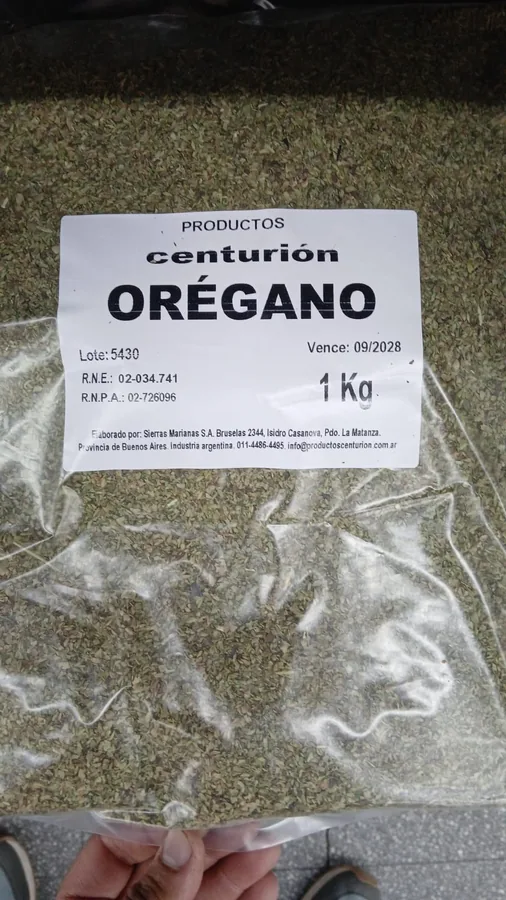 PRODUCTOS
centurión
ORÉGANO
Lote: 5430
Vence: 09/2028
R.N.E.: 02-034.741
1 Kg
R.N.P.A.: 02-726096
Elaborado por: Sierras Marianas S.A. Bruselas 2344, Isidro Casanova, Pdo. La Matanza.
Provincia de Buenos Aires. Industria argentina. 011-4486-4495. info@productoscenturion.com.ar